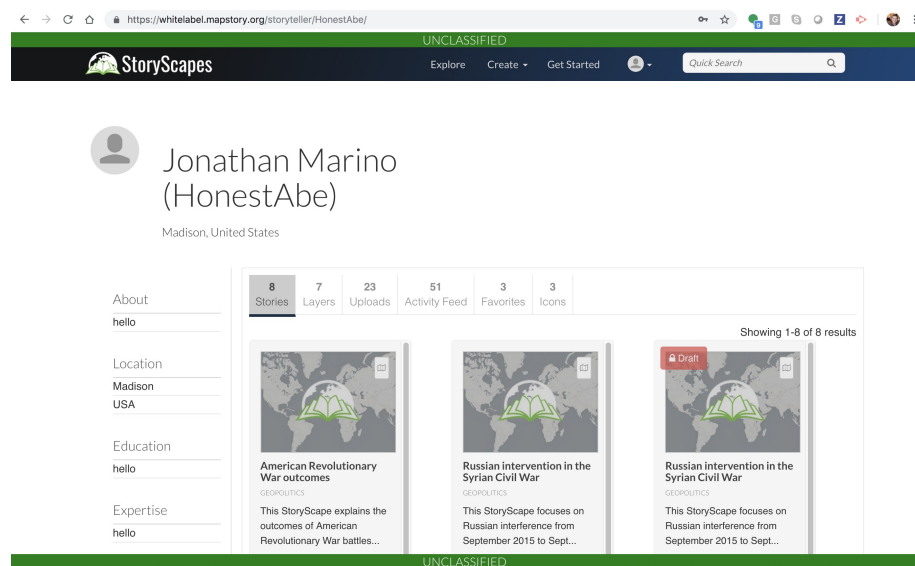 https://whitelabel.mapstory.org/storyteller/HonestAbe/
9
G
S
Z
UNCLASSIFIED
StoryScapes
Explore
Create
Get Started
Quick Search
Jonathan Marino
(HonestAbe)
Madison, United States
8 7 23 51 3 3
Stories Layers Uploads Activity Feed Favorites Icons
About
hello
Location
Madison
USA
Education
hello
Expertise
hello
Showing 1-8 of 8 results
American Revolutionary
War outcomes
GEOPOLITICS
This StoryScape explains the
outcomes of American
Revolutionary War battles...
Russian intervention in the
Syrian Civil War
GEOPOLITICS
This StoryScape focuses on
Russian interference from
September 2015 to Sept...
Draft
Russian intervention in the
Syrian Civil War
GEOPOLITICS
This StoryScape focuses on
Russian interference from
September 2015 to Sept...
UNCLASSIFIED